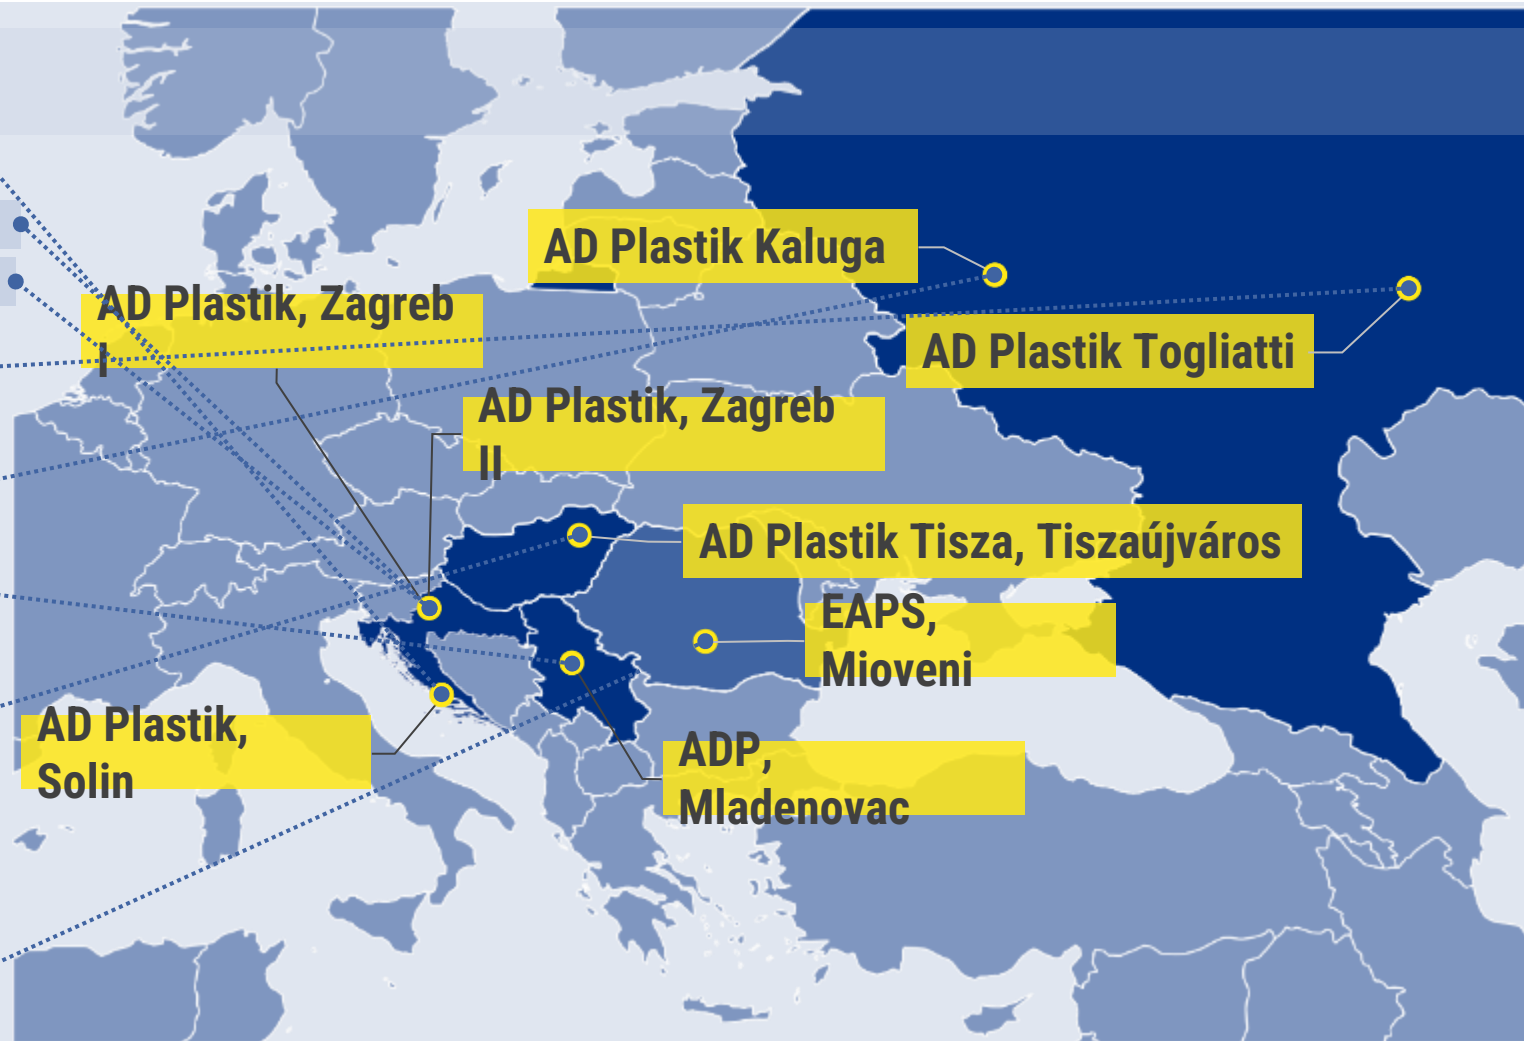 AD Plastik Kaluga
AD Plastik, Zagreb
I
AD Plastik Togliatti
AD Plastik, Zagreb
II
AD Plastik Tisza, Tiszaújváros
EAPS,
Mioveni
AD Plastik,
Solin
ADP,
Mladenovac